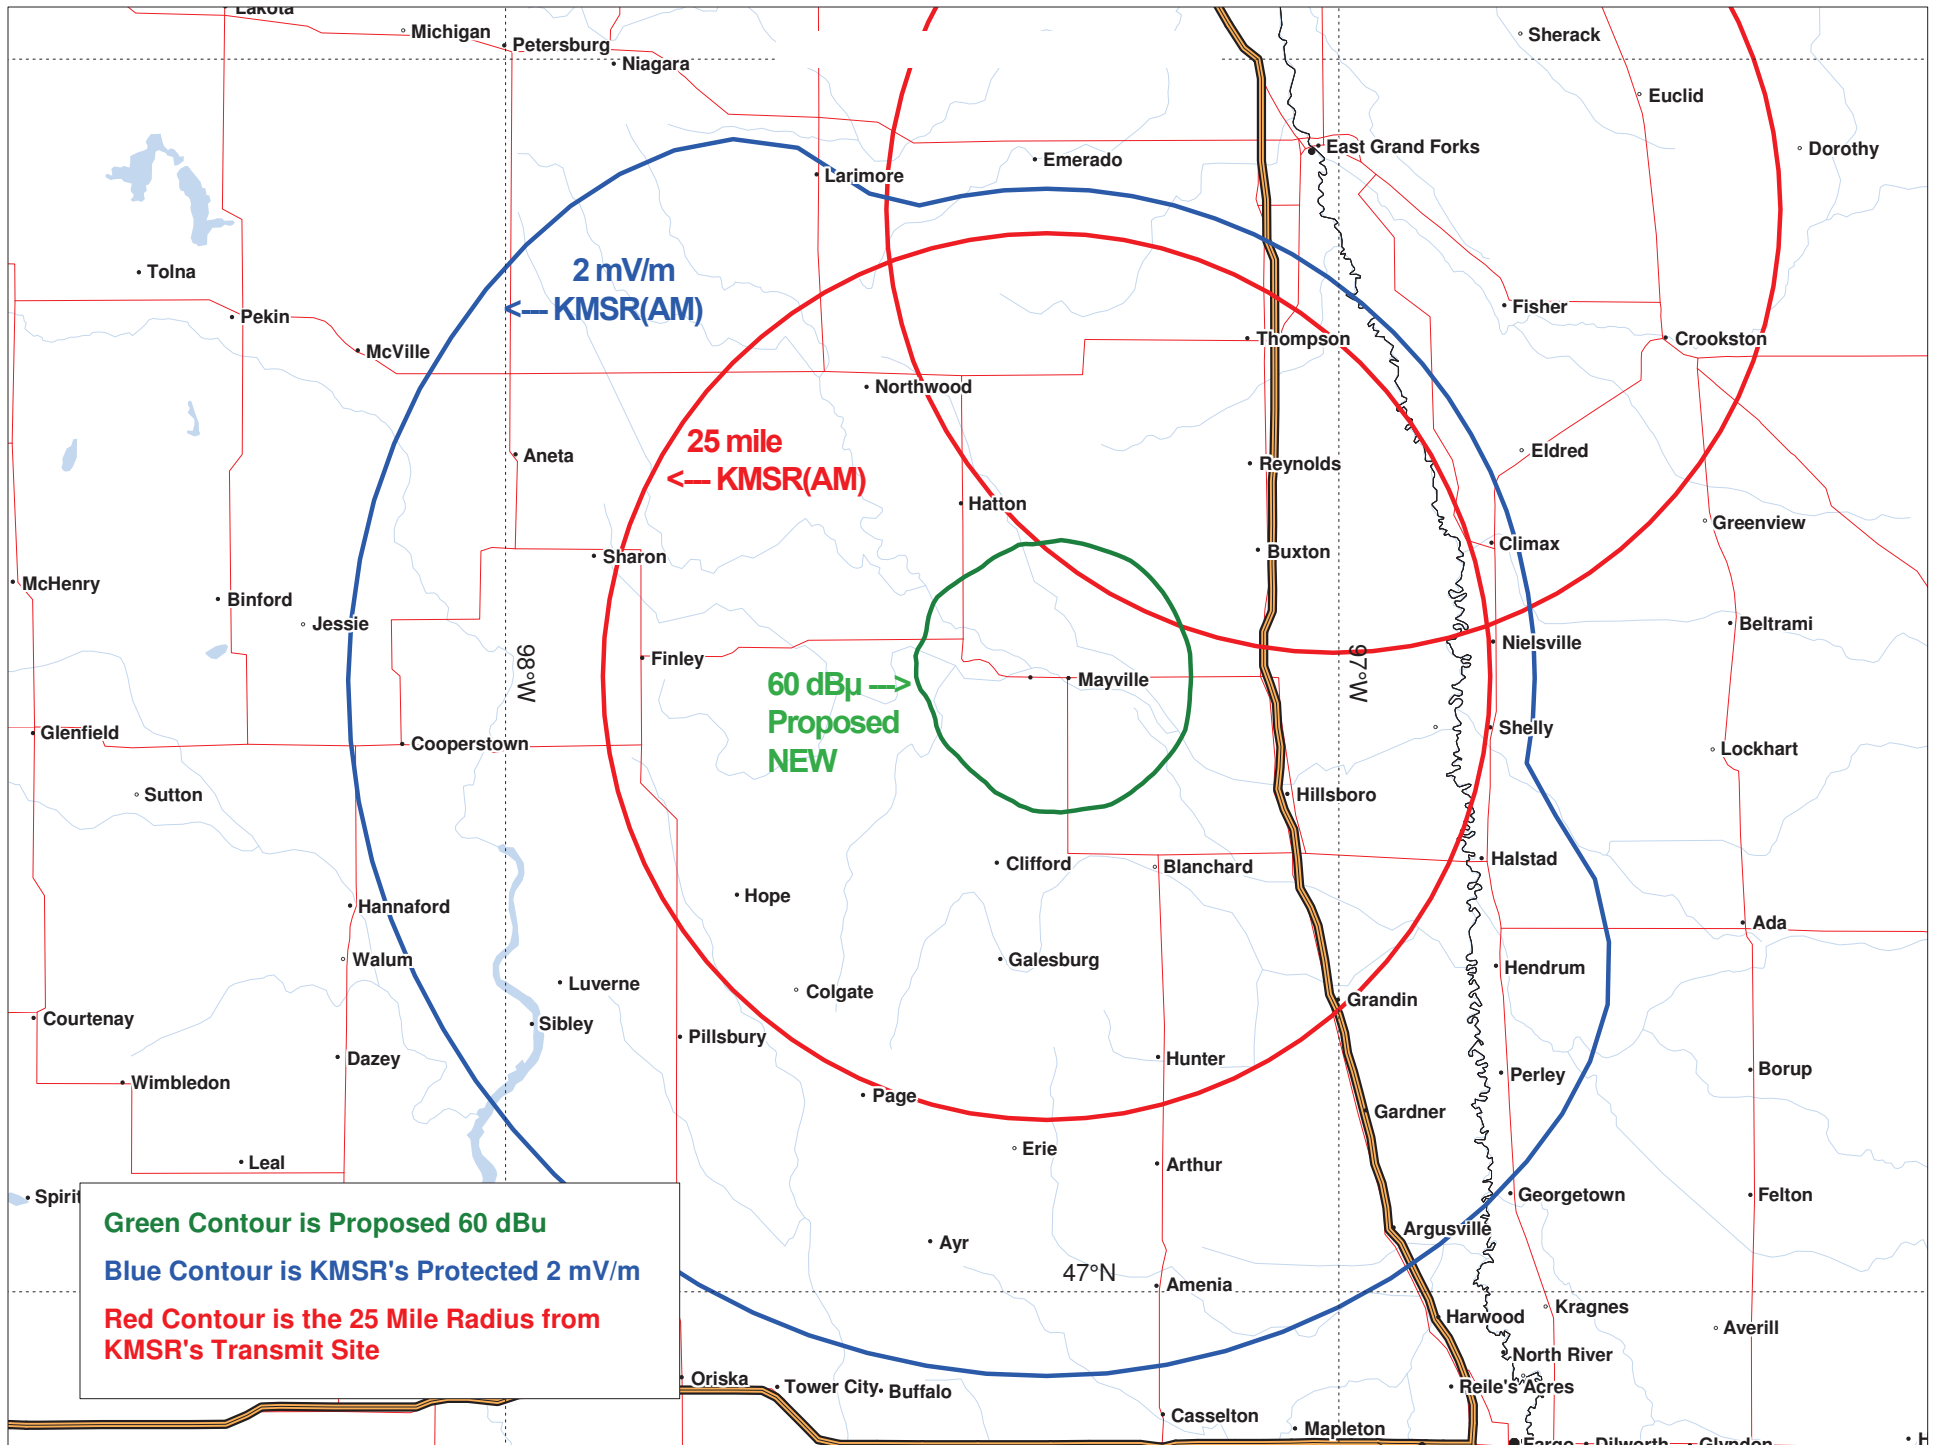 Lakota
Michigan
Petersburg
Niagara
Sherack
Euclid
East Grand Forks
Dorothy
Emerado
Larimore
Tolna
2 mV/m
<--- KMSR(AM)
Pekin
Fisher
McVille
Thompson
Crookston
Northwood
25 mile
<--- KMSR(AM)
Aneta
Eldred
Reynolds
Hatton
Greenview
Sharon
Buxton
Climax
McHenry
Binford
Jessie
Beltrami
Nielsville
Finley
98°W
97°W
60 dBµ --->
Proposed
NEW
Mayville
Glenfield
Cooperstown
Shelly
Lockhart
Sutton
Hillsboro
Clifford
Blanchard
Halstad
Hope
Hannaford
Ada
Walum
Galesburg
Hendrum
Luverne
Colgate
Grandin
Courtenay
Sibley
Pillsbury
Dazey
Hunter
Perley
Borup
Wimbledon
Page
Gardner
Erie
Leal
Arthur
Spirit
Georgetown
Felton
Green Contour is Proposed 60 dBu
Blue Contour is KMSR's Protected 2 mV/m
Red Contour is the 25 Mile Radius from
KMSR's Transmit Site
Argusville
Ayr
47°N
Amenia
Kragnes
Harwood
Averill
North River
Oriska
Tower City
Buffalo
Reile's Acres
Casselton
Mapleton
Fargo
Dilworth
Glyndon